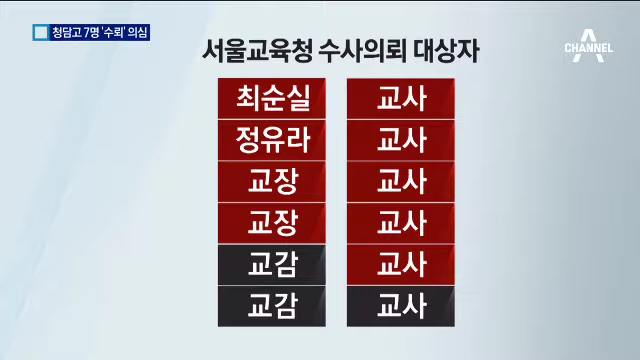 청담고 7명 '수뢰' 의심
CHANNEL A
서울교육청 수사의뢰 대상자
최순실 교사
정유라 교사
교장 교사
교장 교사
교감 교사
교감 교사